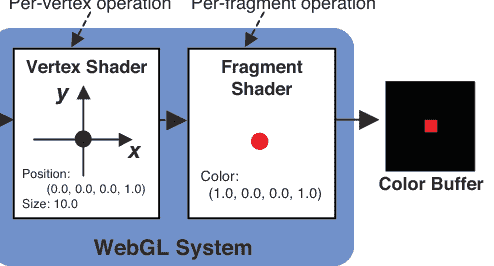 Per-vertex operation
Per-fragment operation
Vertex Shader
y
x
Position:
(0.0, 0.0, 0.0, 1.0)
Size: 10.0
Fragment
Shader
Color:
(1.0, 0.0, 0.0, 1.0)
Color Buffer
WebGL System